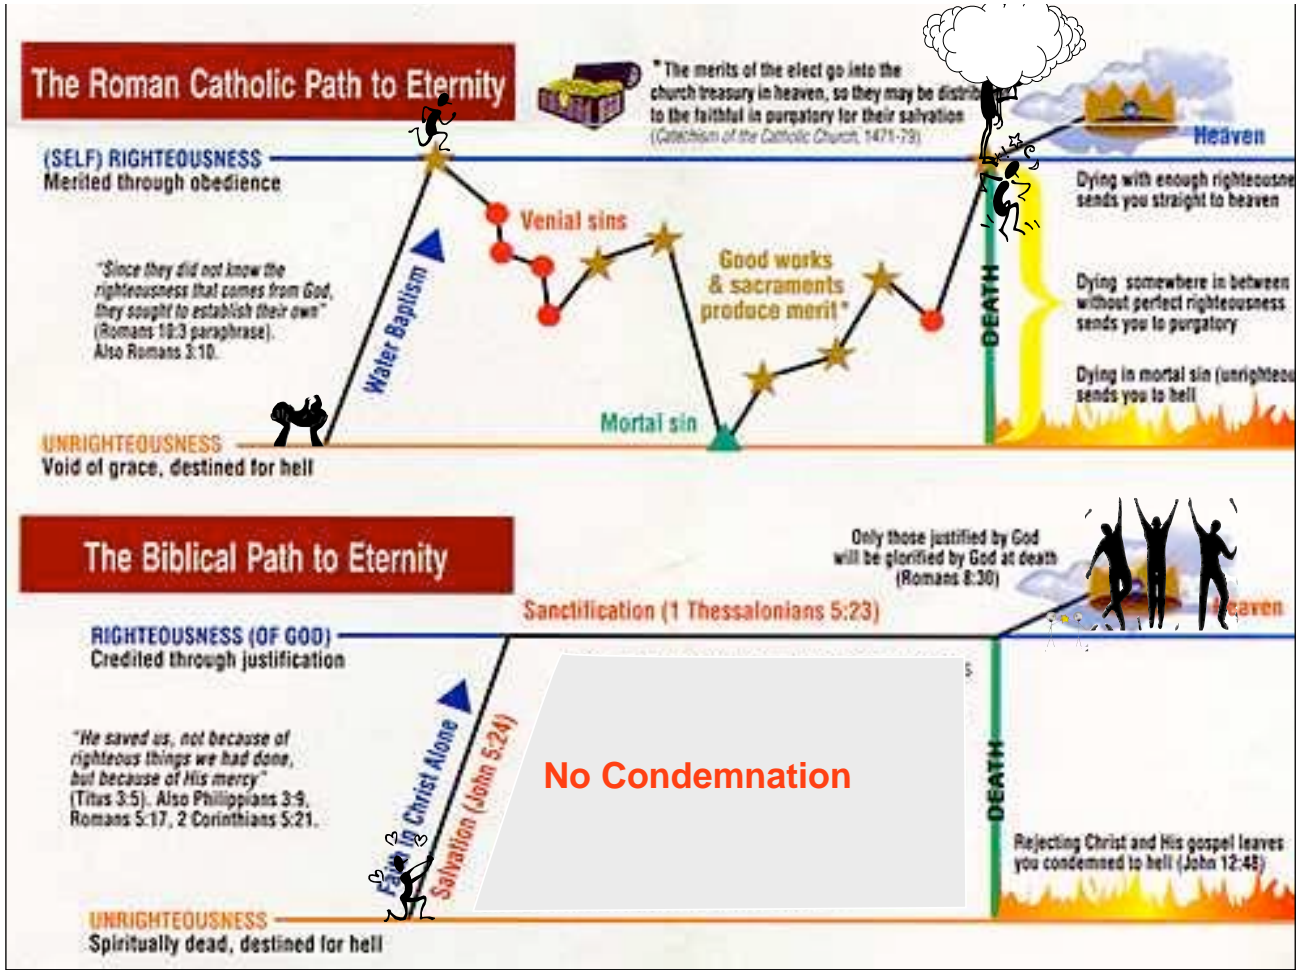 The Roman Catholic Path to Eternity
*The merits of the elect go into the
church treasury in heaven, so they may be distrib
to the faithful in purgatory for their salvation
(Catechism of the Catholic Church, 1471-79)
Heaven
(SELF) RIGHTEOUSNESS
Merited through obedience
"Since they did not know the
righteousness that comes from God,
they sought to establish their own"
(Romans 10:3 paraphrase).
Also Romans 3:10.
Water Baptism
Venial sins
Good works
& sacraments
produce merit*
Mortal sin
DEATH
Dying with enough righteousne
sends you straight to heaven
Dying somewhere in between
without perfect righteousness
sends you to purgatory
Dying in mortal sin (unrighteou
sends you to hell
UNRIGHTEOUSNESS
Void of grace, destined for hell
The Biblical Path to Eternity
Only those justified by God
will be glorified by God at death
(Romans 8:30)
Heaven
Sanctification (1 Thessalonians 5:23)
RIGHTEOUSNESS (OF GOD)
Credited through justification
"He saved us, not because of
righteous things we had done,
but because of His mercy"
(Titus 3:5). Also Philippians 3:9,
Romans 5:17, 2 Corinthians 5:21.
Faith in Christ Alone
Salvation (John 5:24)
No Condemnation
DEATH
Rejecting Christ and His gospel leaves
you condemned to hell (John 12:48)
UNRIGHTEOUSNESS
Spiritually dead, destined for hell